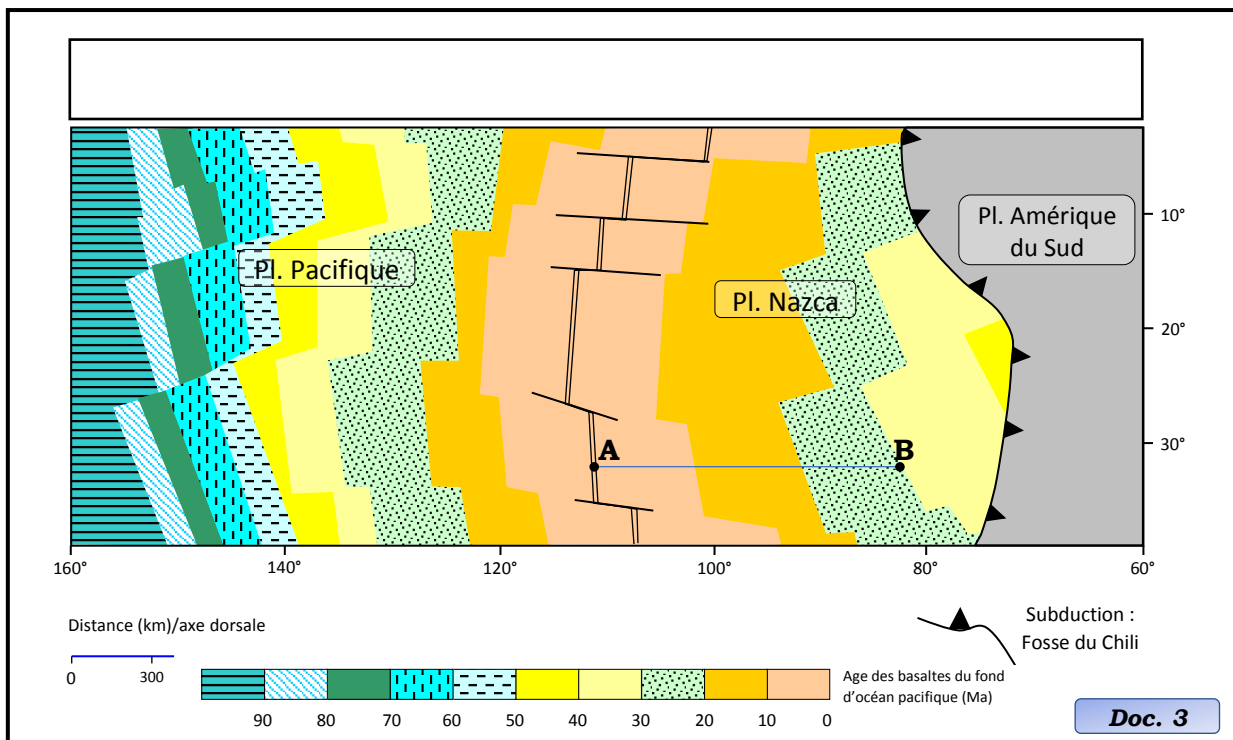 Pl. Amérique
du Sud
Pl. Pacifique
Pl. Nazca
10°
20°
30°
A
B
160°
140°
120°
100°
80°
60°
Distance (km)/axe dorsale
0
300
Subduction :
Fosse du Chili
Age des basaltes du fond
d'océan pacifique (Ma)
90 80 70 60 50 40 30 20 10 0
Doc. 3